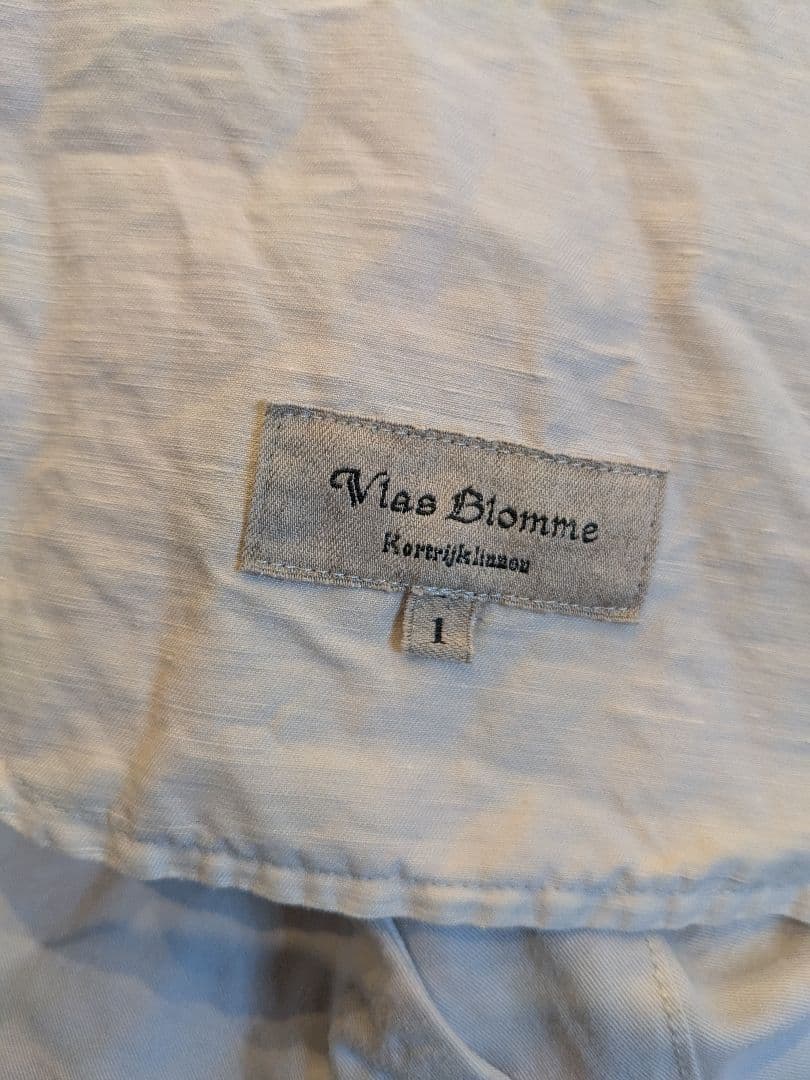 Vlas Blomme
Kortrijklinnen
1